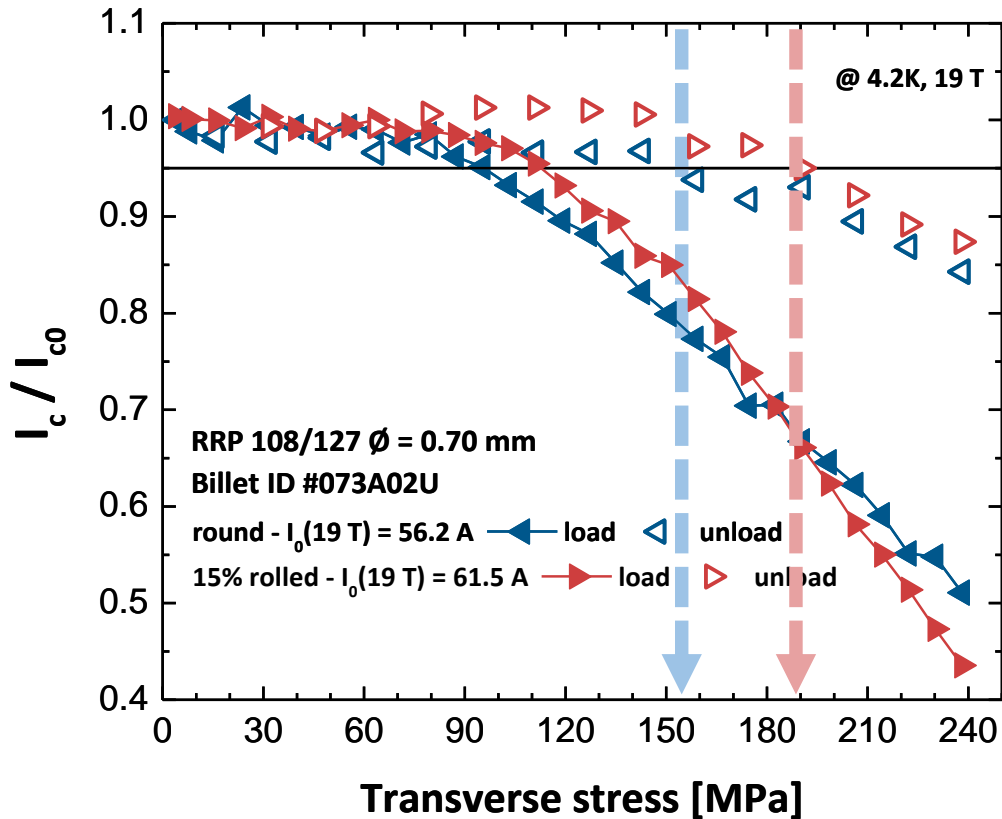 1.1
1.0
0.9
0.8
0.7
0.6
0.5
0.4
I_c / I_c0
@ 4.2K, 19 T
RRP 108/127 Ø = 0.70 mm
Billet ID #073A02U
round - I_0(19 T) = 56.2 A load unload
15% rolled - I_0(19 T) = 61.5 A load unload
0 30 60 90 120 150 180 210 240
Transverse stress [MPa]